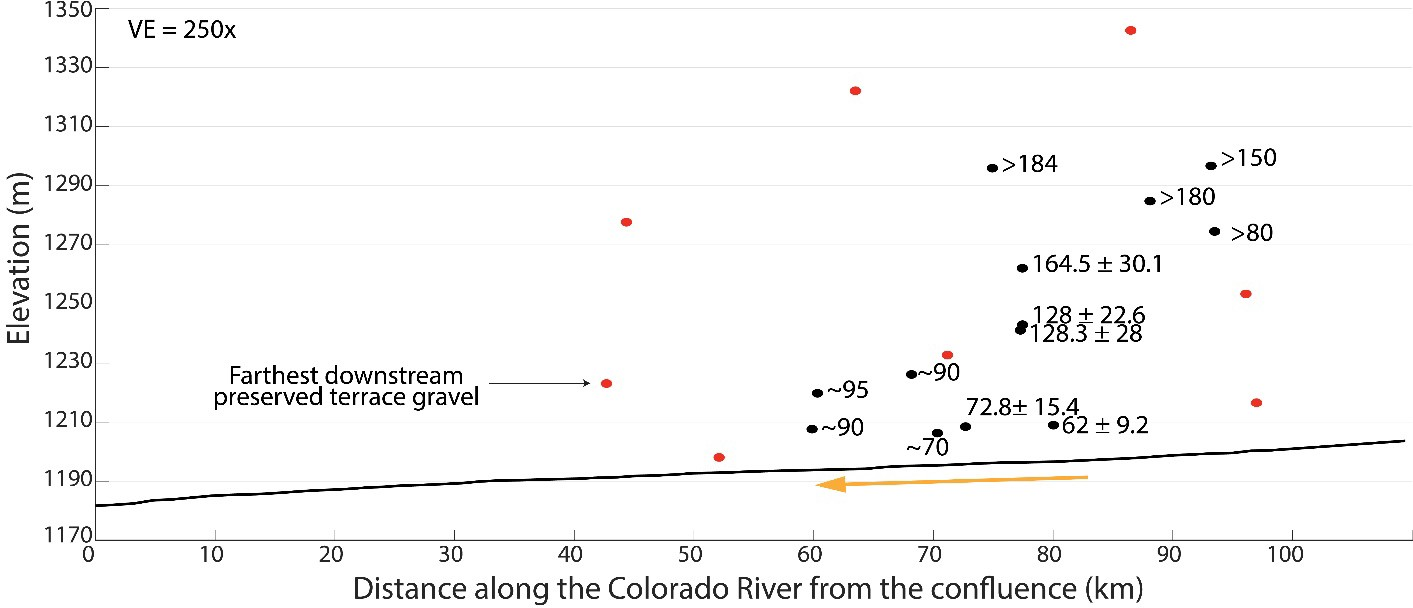 1350
VE = 250x
1330
1310
>184
>150
1290
>180
1270
>80
164.5 ± 30.1
1250
128 ± 22.6
128.3 ± 28
1230
Farthest downstream
preserved terrace gravel
~90
~95
1210
72.8± 15.4
~90
62 ± 9.2
~70
1190
1170
0 10 20 30 40 50 60 70 80 90 100
Elevation (m)
Distance along the Colorado River from the confluence (km)